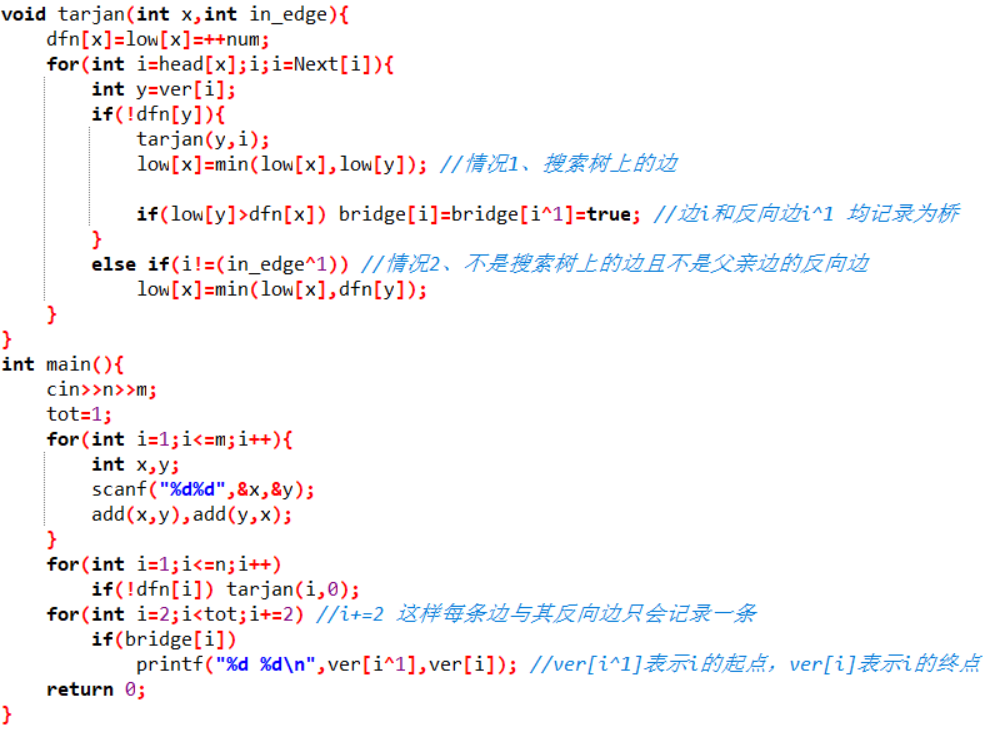 void tarjan(int x,int in_edge){
dfn[x]=low[x]=++num;
for(int i=head[x];i;i=Next[i]){
int y=ver[i];
if(!dfn[y]){
tarjan(y,i);
low[x]=min(low[x],low[y]); //情况1、搜索树上的边
if(low[y]>dfn[x]) bridge[i]=bridge[i^1]=true; //边i和反向边i^1 均记录为桥
}
else if(i!=(in_edge^1)) //情况2、不是搜索树上的边且不是父亲边的反向边
low[x]=min(low[x],dfn[y]);
}
}
int main(){
cin>>n>>m;
tot=1;
for(int i=1;i<=m;i++){
int x,y;
scanf("%d%d",&x,&y);
add(x,y),add(y,x);
}
for(int i=1;i<=n;i++)
if(!dfn[i]) tarjan(i,0);
for(int i=2;i<tot;i+=2) //i+=2 这样每条边与其反向边只会记录一条
if(bridge[i])
printf("%d %d\n",ver[i^1],ver[i]); //ver[i^1]表示i的起点，ver[i]表示i的终点
return 0;
}